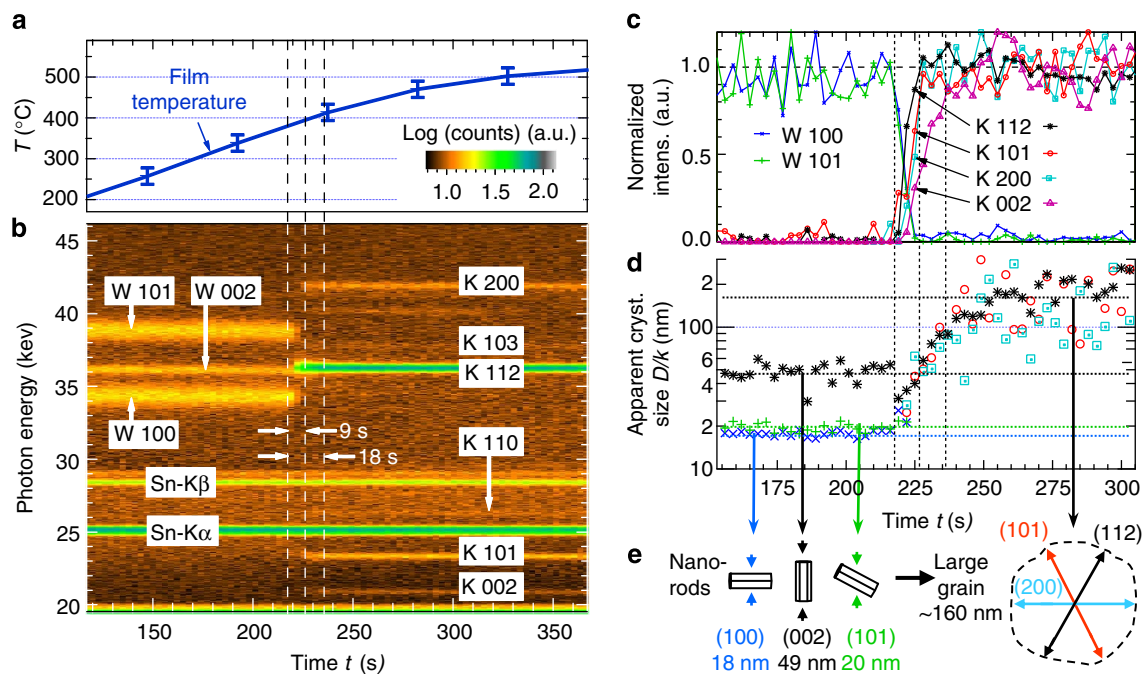 a
T (°C)
500
400
300
200
Film
temperature
Log (counts) (a.u.)
1.0 1.5 2.0
b
Photon energy (keV)
45
40
35
30
25
20
W 101
W 002
W 100
K 200
K 103
K 112
K 110
K 101
K 002
9 s
18 s
Sn-Kβ
Sn-Kα
150 200 250 300 350
Time t (s)
c
Normalized
intens. (a.u.)
1.0
0.5
0.0
W 100
W 101
K 112
K 101
K 200
K 002
d
Apparent cryst.
size D/k (nm)
2
100
6
4
2
10
175 200 225 250 275 300
Time t (s)
e
Nano-
rods
(100)
18 nm
(002)
49 nm
(101)
20 nm
Large
grain
~160 nm
(101)
(112)
(200)